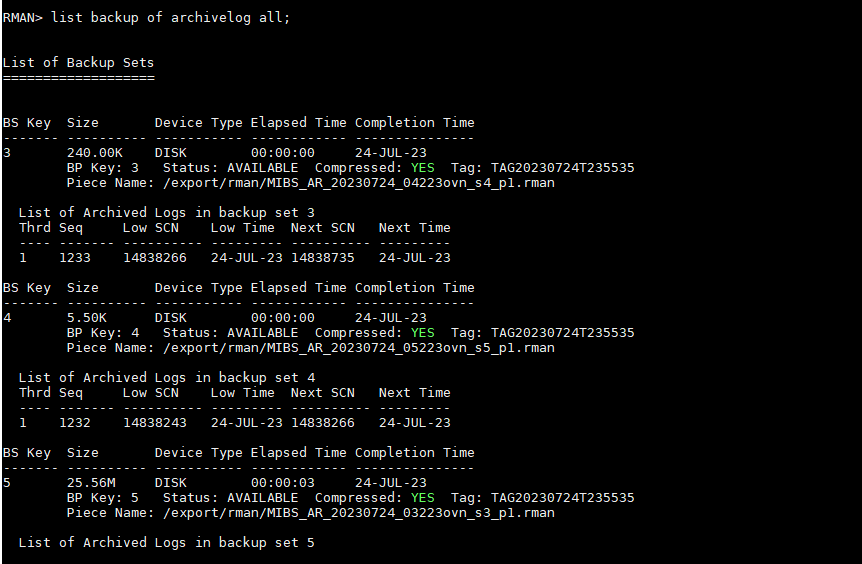 RMAN> list backup of archivelog all;
List of Backup Sets
===================
BS Key  Size       Device Type Elapsed Time Completion Time
------- ---------- ----------- ------------ ---------------
3       240.00K    DISK        00:00:00     24-JUL-23
        BP Key: 3   Status: AVAILABLE  Compressed: YES  Tag: TAG20230724T235535
        Piece Name: /export/rman/MIBS_AR_20230724_04223ovn_s4_p1.rman
  List of Archived Logs in backup set 3
  Thrd Seq     Low SCN    Low Time  Next SCN   Next Time
  ---- ------- ---------- --------- ---------- ---------
  1    1233    14838266   24-JUL-23 14838735   24-JUL-23
BS Key  Size       Device Type Elapsed Time Completion Time
------- ---------- ----------- ------------ ---------------
4       5.50K      DISK        00:00:00     24-JUL-23
        BP Key: 4   Status: AVAILABLE  Compressed: YES  Tag: TAG20230724T235535
        Piece Name: /export/rman/MIBS_AR_20230724_05223ovn_s5_p1.rman
  List of Archived Logs in backup set 4
  Thrd Seq     Low SCN    Low Time  Next SCN   Next Time
  ---- ------- ---------- --------- ---------- ---------
  1    1232    14838243   24-JUL-23 14838266   24-JUL-23
BS Key  Size       Device Type Elapsed Time Completion Time
------- ---------- ----------- ------------ ---------------
5       25.56M     DISK        00:00:03     24-JUL-23
        BP Key: 5   Status: AVAILABLE  Compressed: YES  Tag: TAG20230724T235535
        Piece Name: /export/rman/MIBS_AR_20230724_03223ovn_s3_p1.rman
  List of Archived Logs in backup set 5